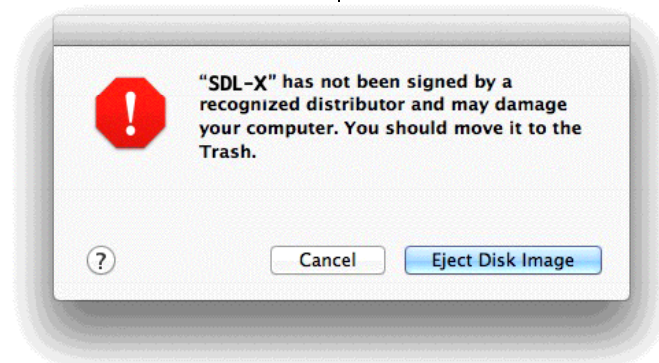 “SDL-X” has not been signed by a
recognized distributor and may damage
your computer. You should move it to the
Trash.
?
Cancel
Eject Disk Image